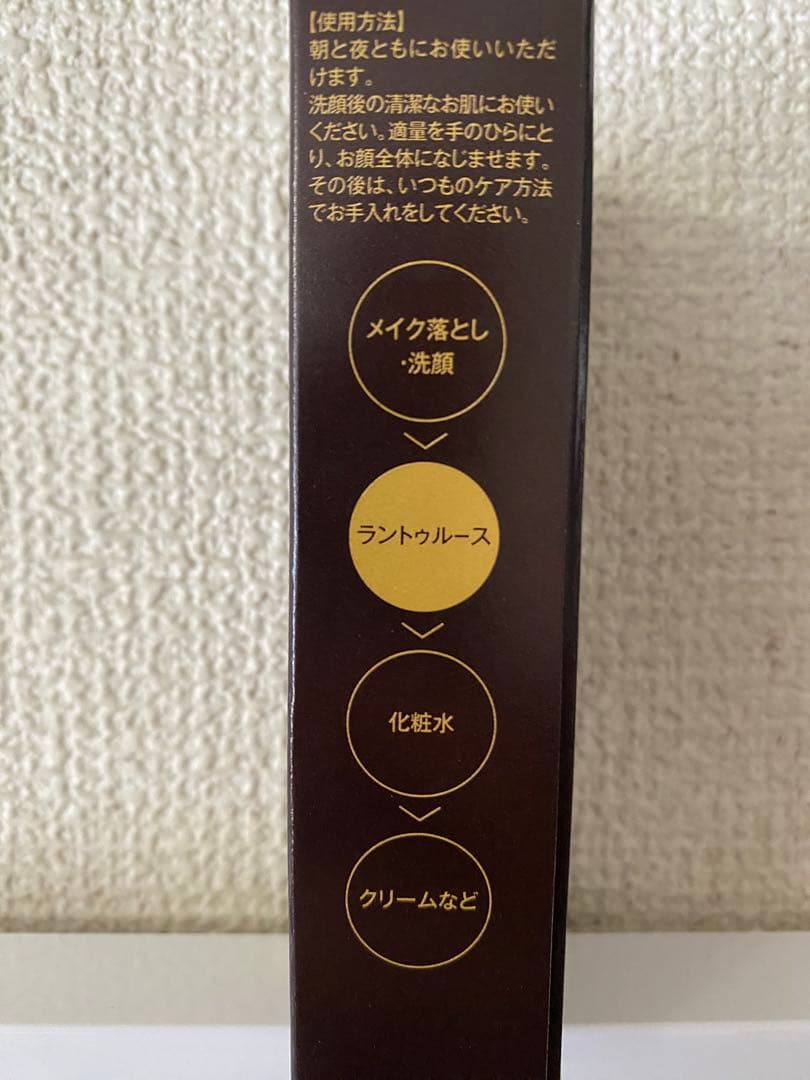 【使用方法】
朝と夜ともにお使いいただ
けます。
洗顔後の清潔なお肌にお使い
ください。適量を手のひらにと
り、お顔全体になじませます。
その後は、いつものケア方法
でお手入れをしてください。
メイク落とし
・洗顔
ラントゥルース
化粧水
クリームなど